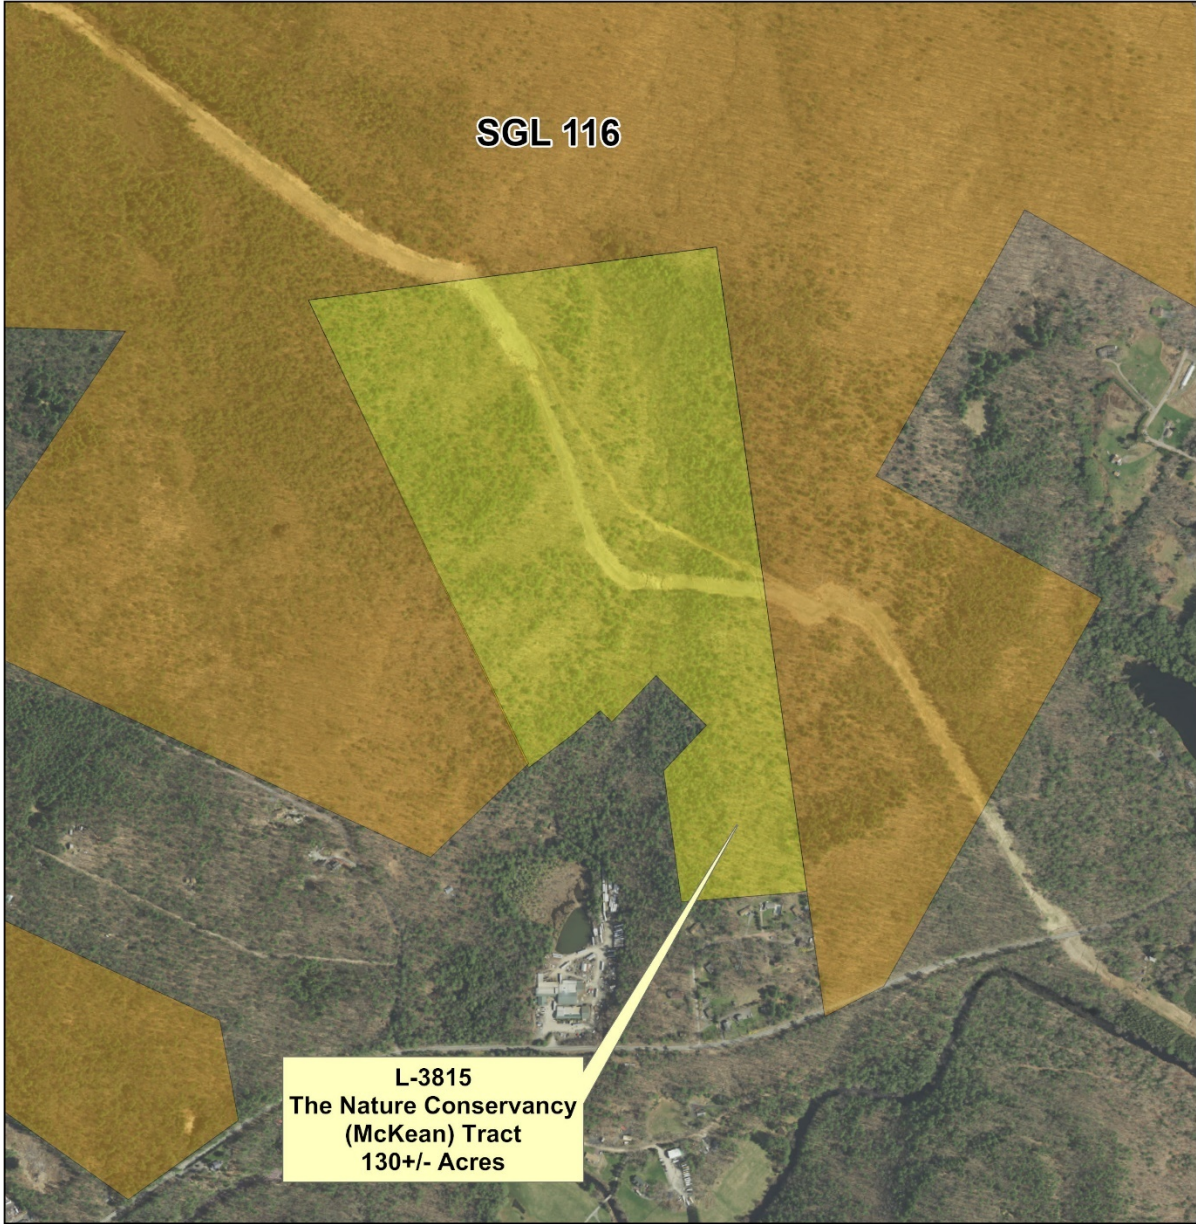 SGL 116
L-3815
The Nature Conservancy
(McKean) Tract
130+/- Acres